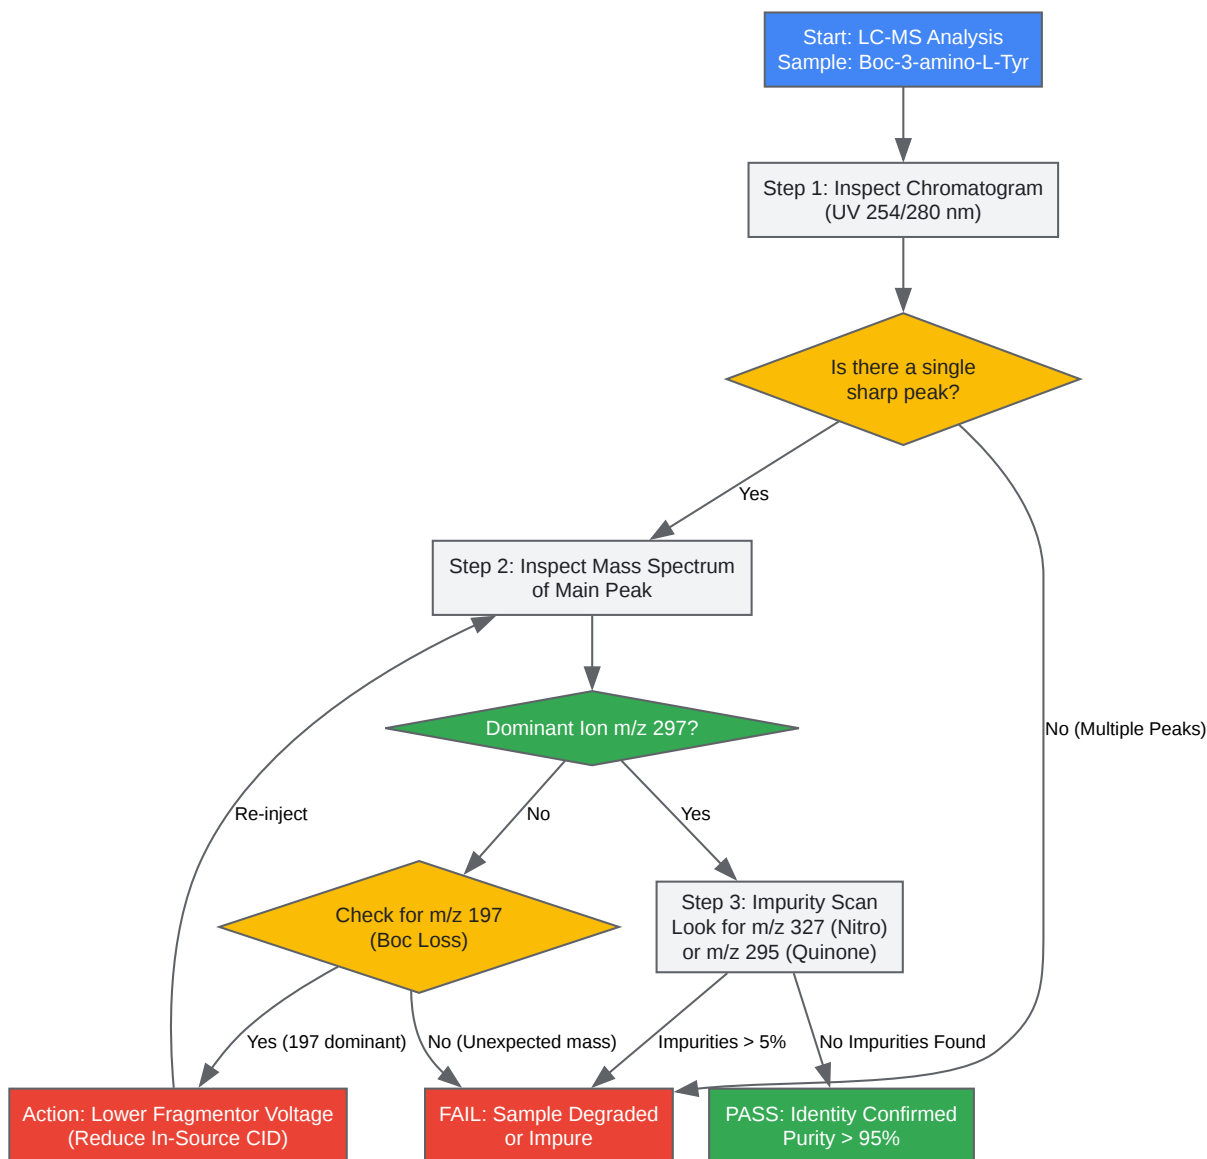 Start: LC-MS Analysis
Sample: Boc-3-amino-L-Tyr
Step 1: Inspect Chromatogram
(UV 254/280 nm)
Is there a single
sharp peak?
Yes
Step 2: Inspect Mass Spectrum
of Main Peak
Dominant Ion m/z 297?
No (Multiple Peaks)
Re-inject
No
Yes
Check for m/z 197
(Boc Loss)
Step 3: Impurity Scan
Look for m/z 327 (Nitro)
or m/z 295 (Quinone)
Yes (197 dominant)
No (Unexpected mass)
Impurities > 5%
No Impurities Found
Action: Lower Fragmentor Voltage
(Reduce In-Source CID)
FAIL: Sample Degraded
or Impure
PASS: Identity Confirmed
Purity > 95%